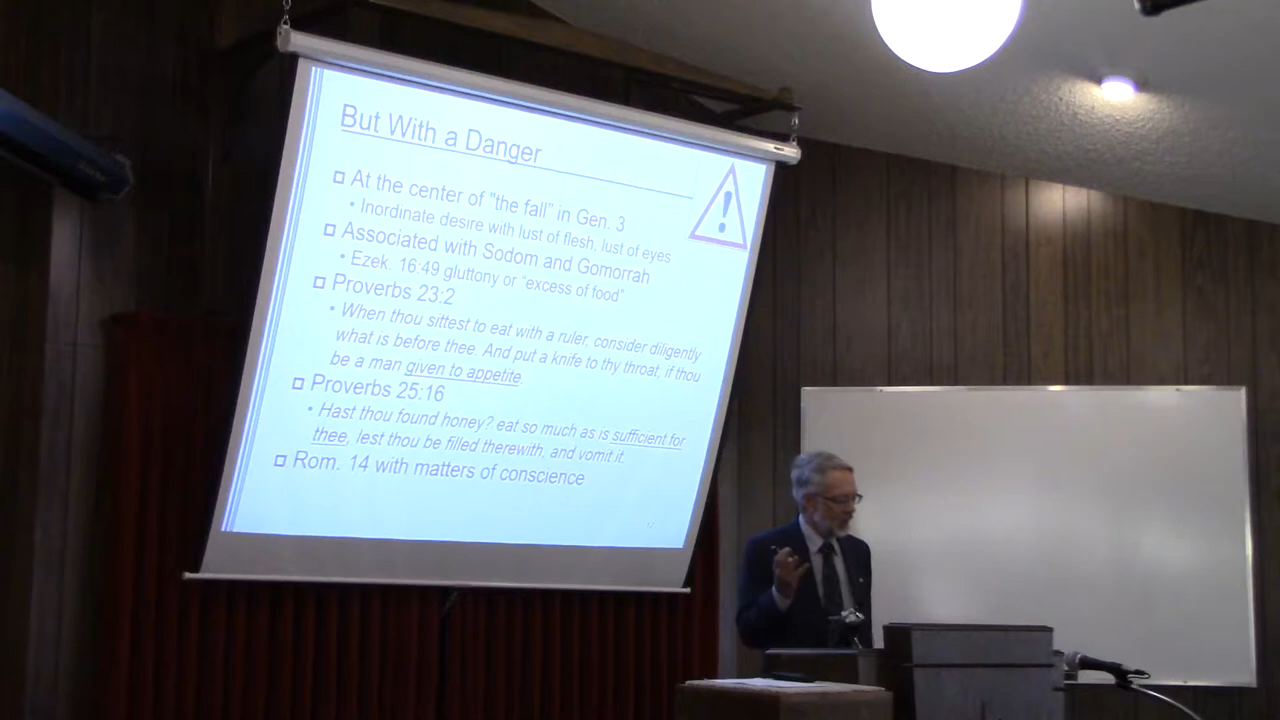 But With a Danger
At the center of "the fall" in Gen. 3
• Inordinate desire with lust of flesh, lust of eyes
Associated with Sodom and Gomorrah
• Ezek. 16:49 gluttony or "excess of food"
Proverbs 23:2
• When thou sittest to eat with a ruler, consider diligently
what is before thee. And put a knife to thy throat, if thou
be a man given to appetite.
Proverbs 25:16
• Hast thou found honey? eat so much as is sufficient for
thee, lest thou be filled therewith, and vomit it.
Rom. 14 with matters of conscience
12